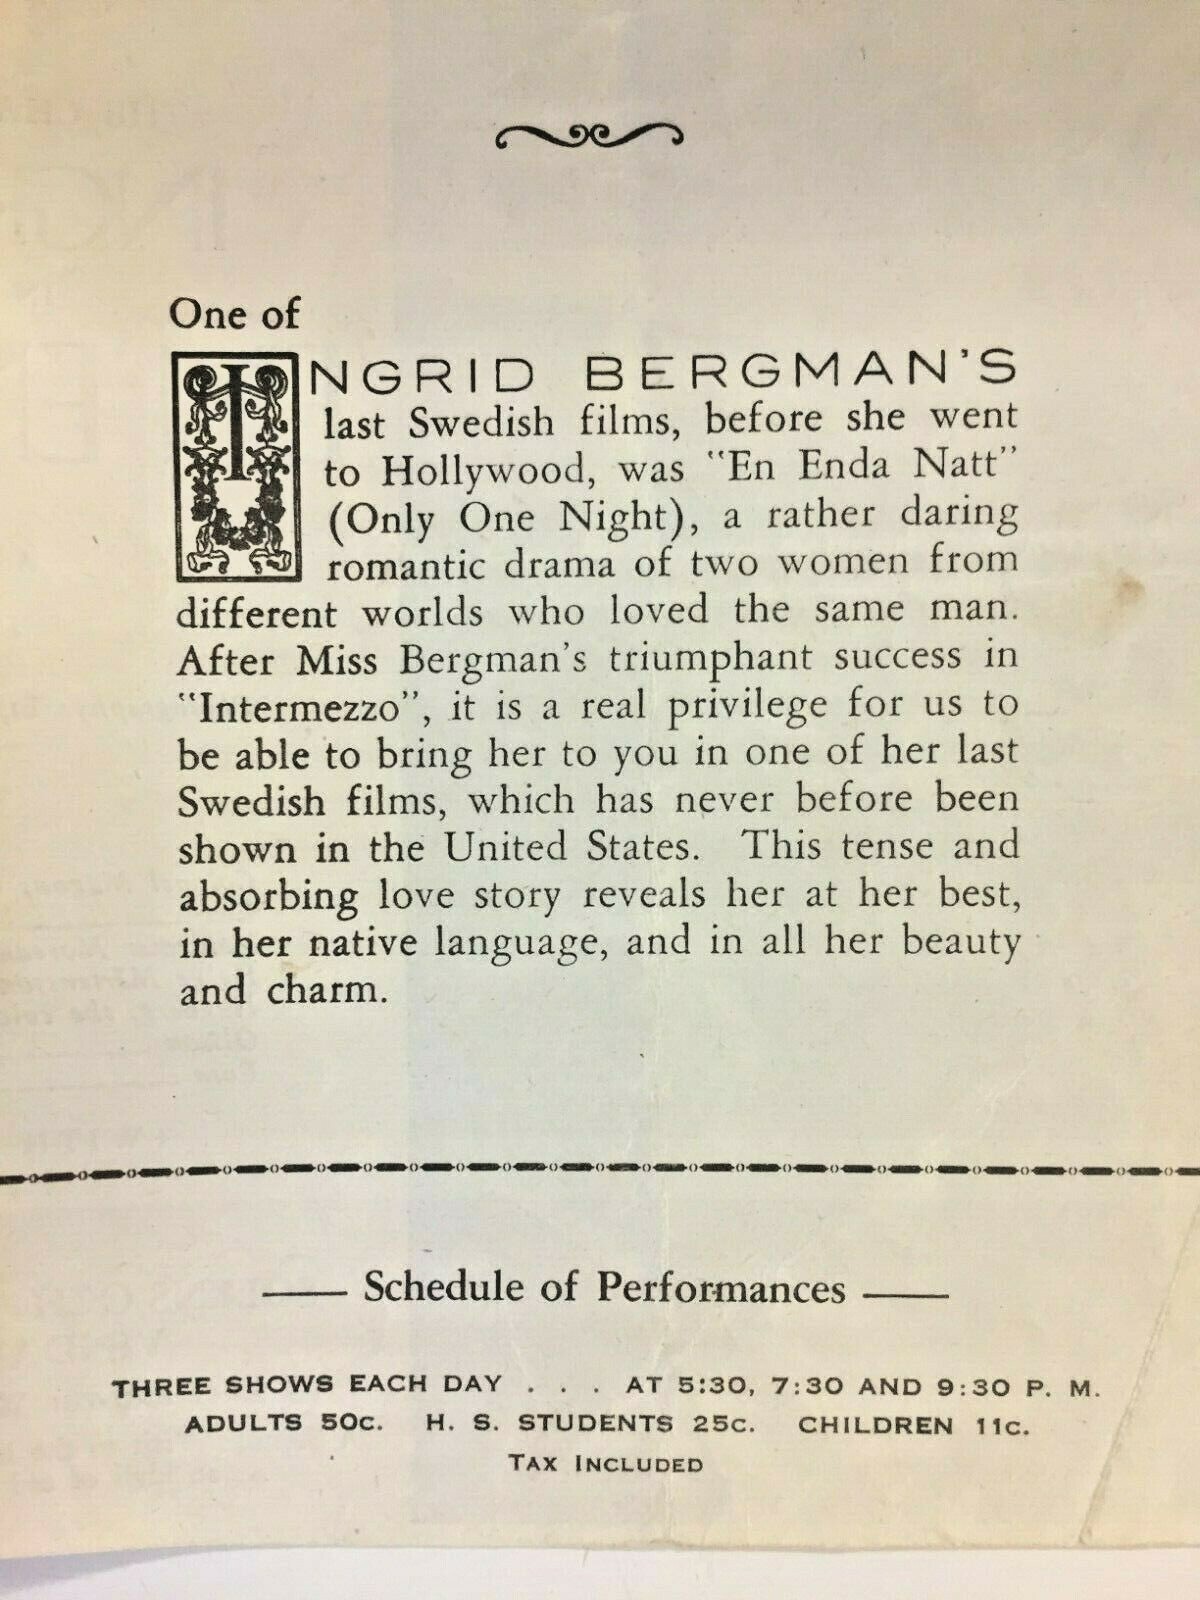 One of
INGRID BERGMAN'S
last Swedish films, before she went
to Hollywood, was "En Enda Natt"
(Only One Night), a rather daring
romantic drama of two women from
different worlds who loved the same man.
After Miss Bergman's triumphant success in
"Intermezzo", it is a real privilege for us to
be able to bring her to you in one of her last
Swedish films, which has never before been
shown in the United States. This tense and
absorbing love story reveals her at her best,
in her native language, and in all her beauty
and charm.
Schedule of Performances
THREE SHOWS EACH DAY . . . AT 5:30, 7:30 AND 9:30 P. M.
ADULTS 50c. H. S. STUDENTS 25c. CHILDREN 11c.
TAX INCLUDED